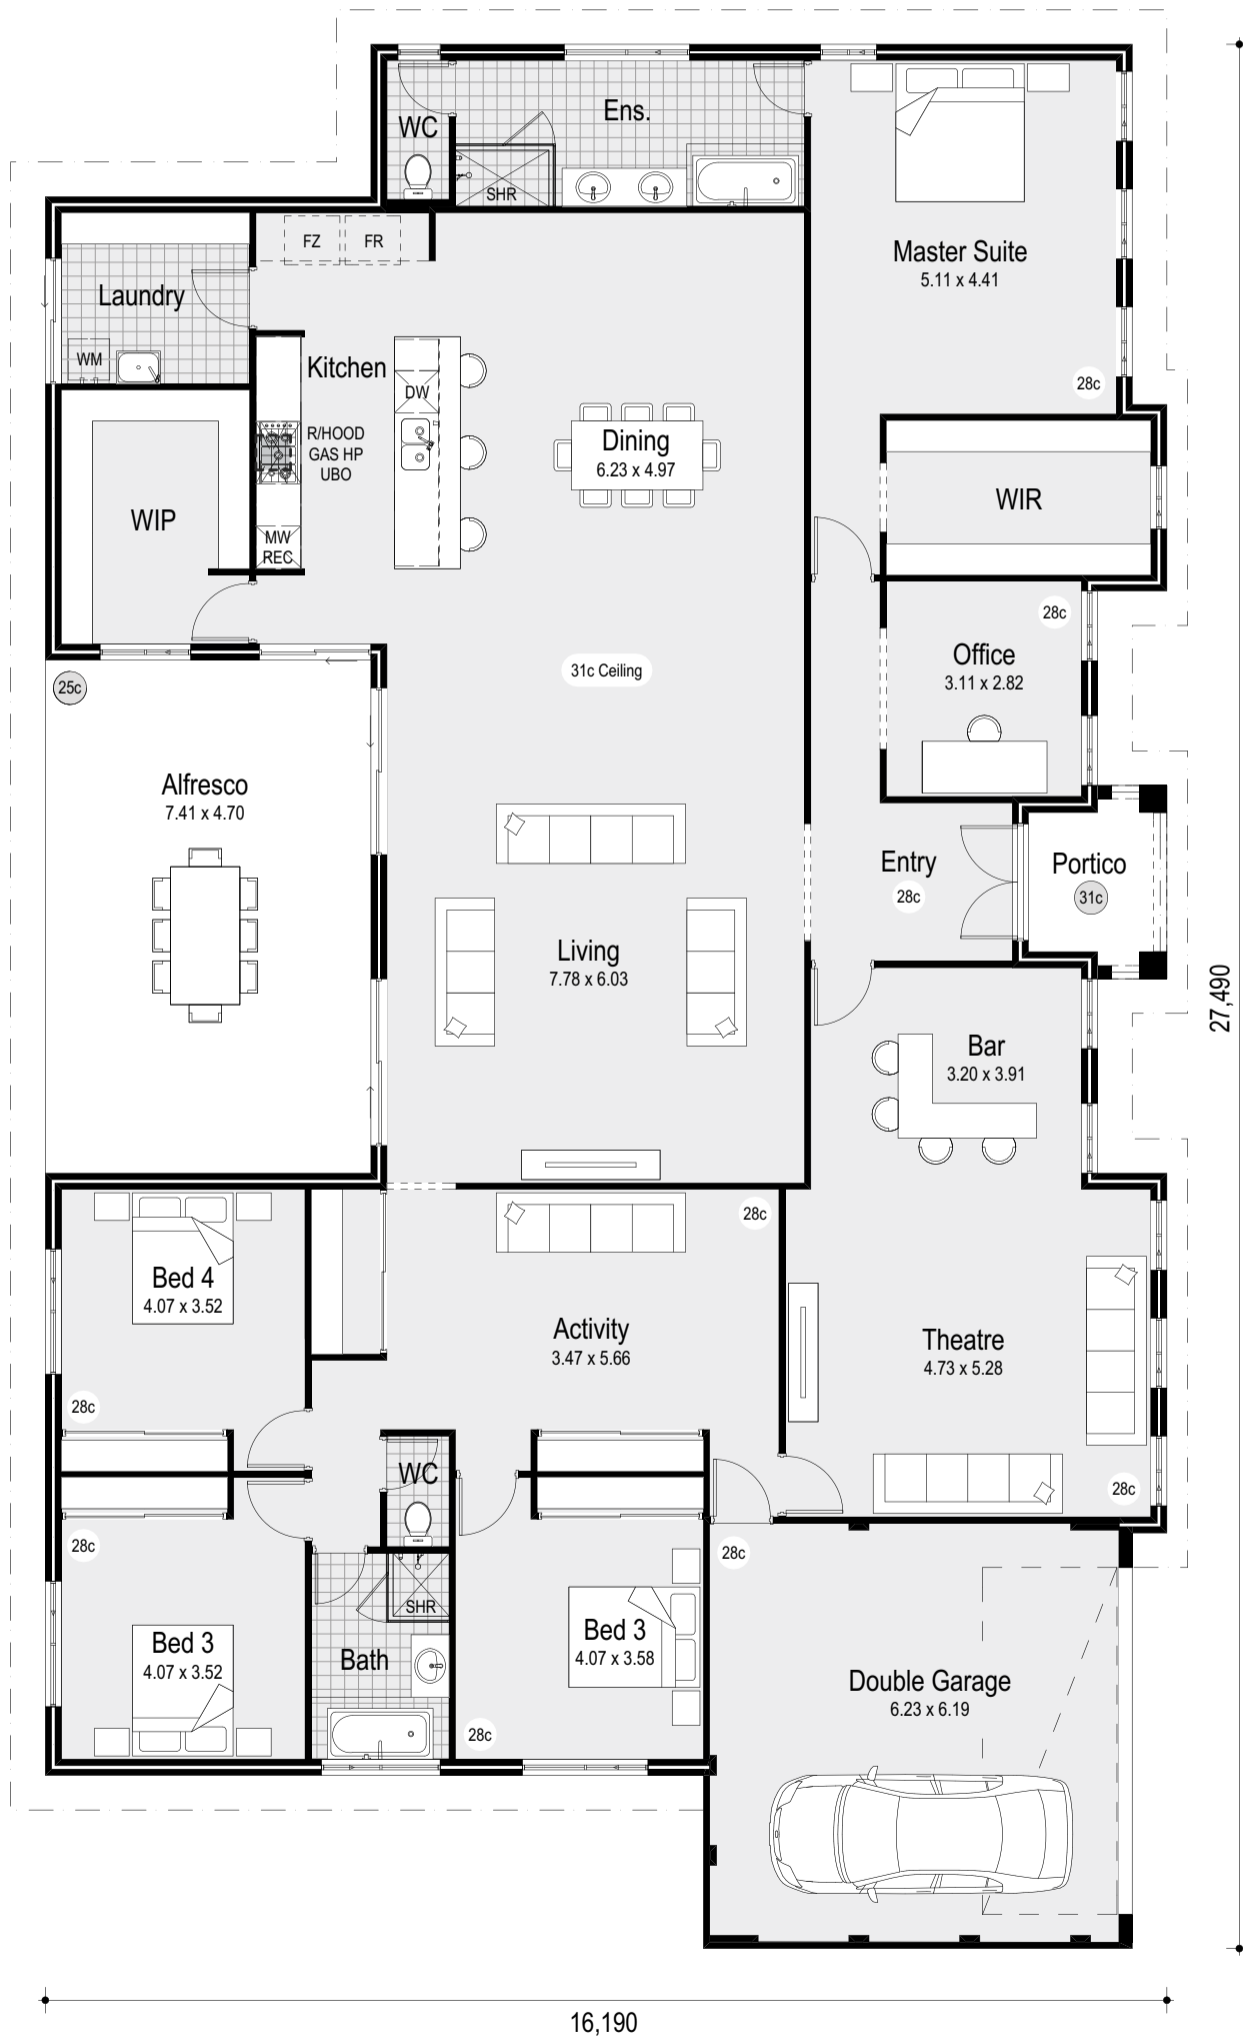 Ens.
WC
SHR
Master Suite
5.11 x 4.41
28c
FZ
FR
Laundry
WM
Kitchen
DW
R/HOOD
GAS HP
UBO
MW
REC
Dining
6.23 x 4.97
WIP
WIR
28c
Office
3.11 x 2.82
31c Ceiling
25c
Alfresco
7.41 x 4.70
Entry
28c
Portico
31c
Living
7.78 x 6.03
27,490
Bar
3.20 x 3.91
28c
Bed 4
4.07 x 3.52
28c
Activity
3.47 x 5.66
Theatre
4.73 x 5.28
28c
WC
28c
28c
SHR
Bed 3
4.07 x 3.52
Bath
Bed 3
4.07 x 3.58
28c
Double Garage
6.23 x 6.19
16,190